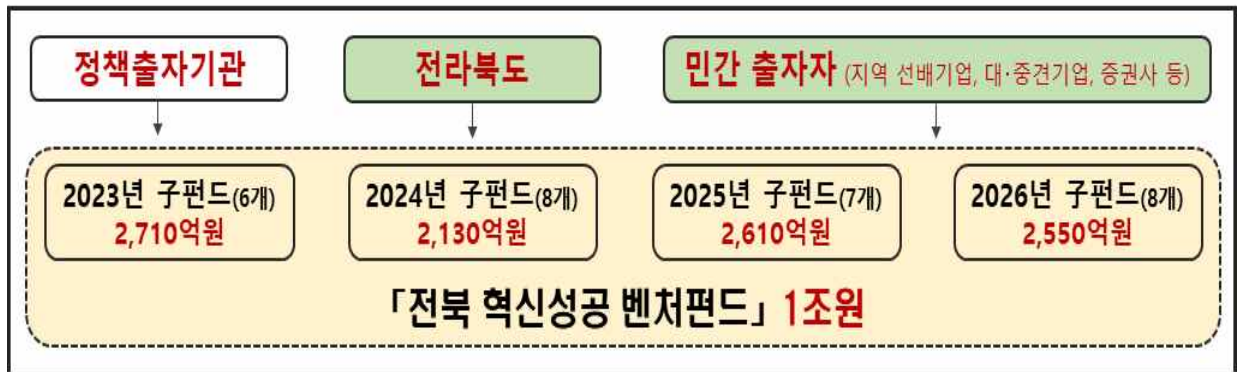 정책출자기관
전라북도
민간 출자자 (지역 선배기업, 대·중견기업, 증권사 등)
2023년 子펀드(6개)
2,710억원
2024년 子펀드(8개)
2,130억원
2025년 子펀드(7개)
2,610억원
2026년 子펀드(8개)
2,550억원
「전북 혁신성공 벤처펀드」 1조원